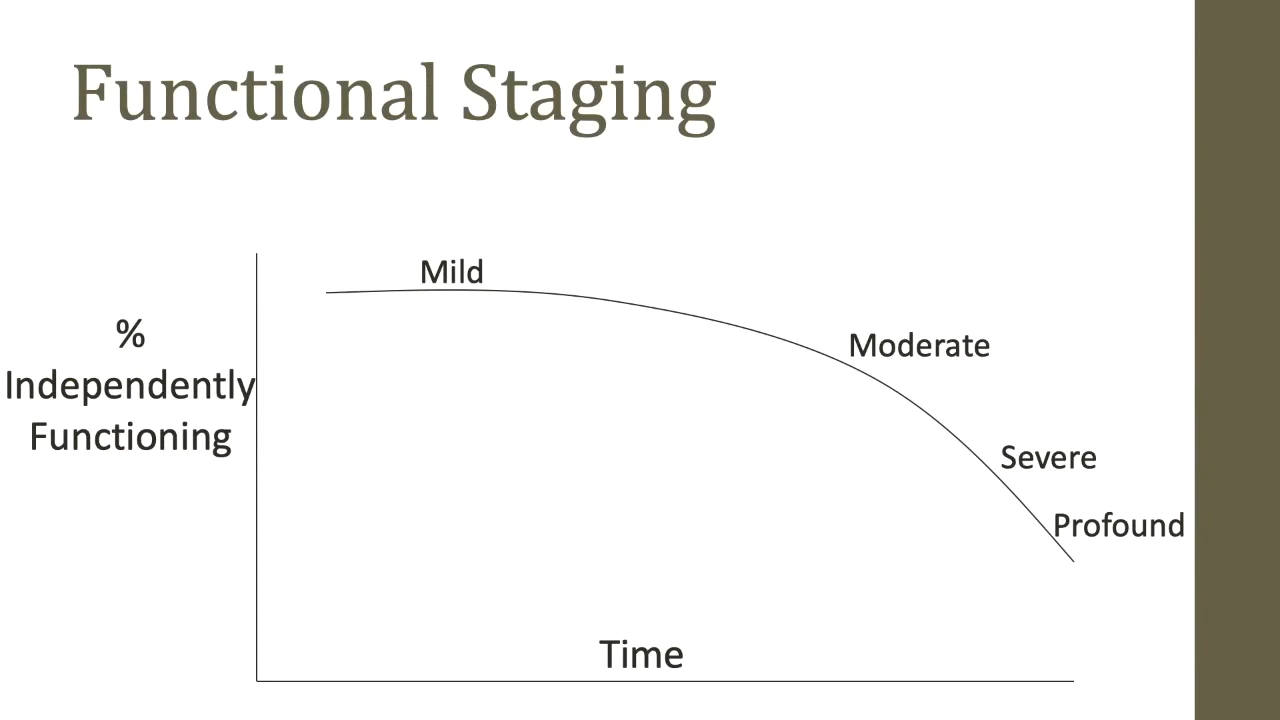 Functional Staging
Mild
%
Independently
Functioning
Moderate
Severe
Profound
Time